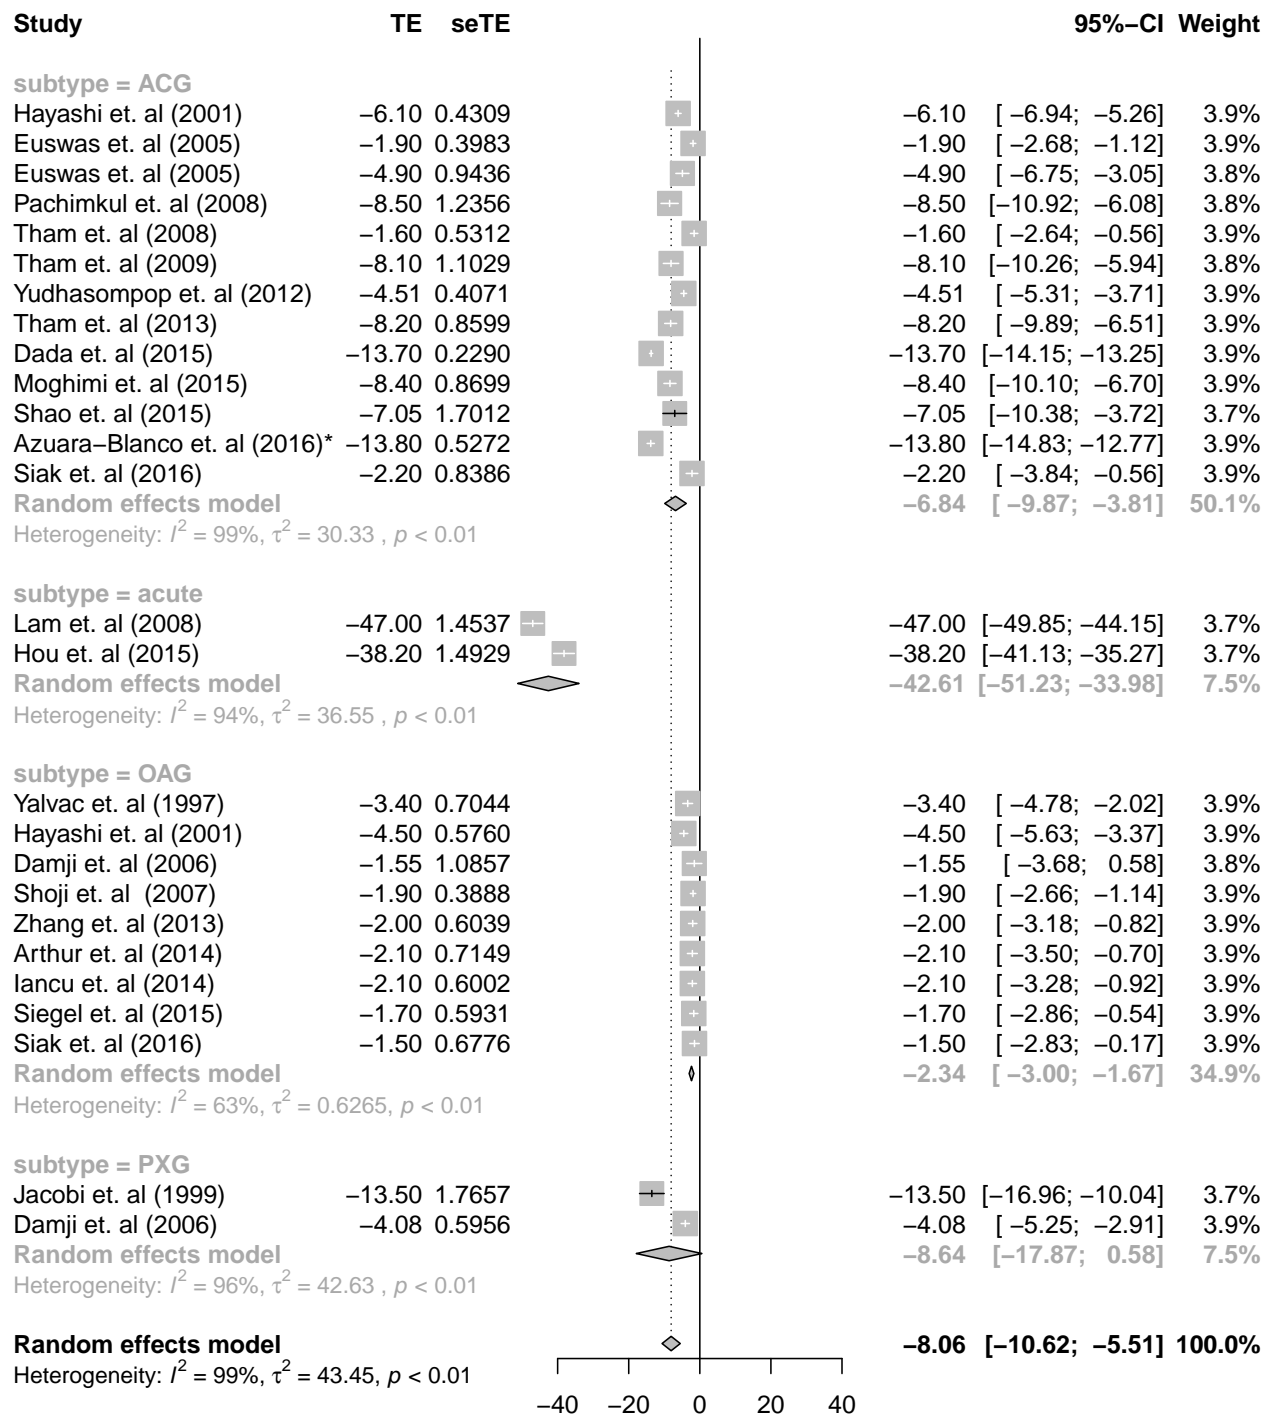 Study TE seTE 95%−CI Weight
subtype = ACG
Hayashi et. al (2001) −6.10 0.4309 −6.10 [ −6.94; −5.26] 3.9%
Euswas et. al (2005) −1.90 0.3983 −1.90 [ −2.68; −1.12] 3.9%
Euswas et. al (2005) −4.90 0.9436 −4.90 [ −6.75; −3.05] 3.8%
Pachimkul et. al (2008) −8.50 1.2356 −8.50 [−10.92; −6.08] 3.8%
Tham et. al (2008) −1.60 0.5312 −1.60 [ −2.64; −0.56] 3.9%
Tham et. al (2009) −8.10 1.1029 −8.10 [−10.26; −5.94] 3.8%
Yudhasompop et. al (2012) −4.51 0.4071 −4.51 [ −5.31; −3.71] 3.9%
Tham et. al (2013) −8.20 0.8599 −8.20 [ −9.89; −6.51] 3.9%
Dada et. al (2015) −13.70 0.2290 −13.70 [−14.15; −13.25] 3.9%
Moghimi et. al (2015) −8.40 0.8699 −8.40 [−10.10; −6.70] 3.9%
Shao et. al (2015) −7.05 1.7012 −7.05 [−10.38; −3.72] 3.7%
Azuara−Blanco et. al (2016)* −13.80 0.5272 −13.80 [−14.83; −12.77] 3.9%
Siak et. al (2016) −2.20 0.8386 −2.20 [ −3.84; −0.56] 3.9%
Random effects model −6.84 [ −9.87; −3.81] 50.1%
Heterogeneity: I² = 99%, τ² = 30.33 , p < 0.01
subtype = acute
Lam et. al (2008) −47.00 1.4537 −47.00 [−49.85; −44.15] 3.7%
Hou et. al (2015) −38.20 1.4929 −38.20 [−41.13; −35.27] 3.7%
Random effects model −42.61 [−51.23; −33.98] 7.5%
Heterogeneity: I² = 94%, τ² = 36.55 , p < 0.01
subtype = OAG
Yalvac et. al (1997) −3.40 0.7044 −3.40 [ −4.78; −2.02] 3.9%
Hayashi et. al (2001) −4.50 0.5760 −4.50 [ −5.63; −3.37] 3.9%
Damji et. al (2006) −1.55 1.0857 −1.55 [ −3.68; 0.58] 3.8%
Shoji et. al (2007) −1.90 0.3888 −1.90 [ −2.66; −1.14] 3.9%
Zhang et. al (2013) −2.00 0.6039 −2.00 [ −3.18; −0.82] 3.9%
Arthur et. al (2014) −2.10 0.7149 −2.10 [ −3.50; −0.70] 3.9%
Iancu et. al (2014) −2.10 0.6002 −2.10 [ −3.28; −0.92] 3.9%
Siegel et. al (2015) −1.70 0.5931 −1.70 [ −2.86; −0.54] 3.9%
Siak et. al (2016) −1.50 0.6776 −1.50 [ −2.83; −0.17] 3.9%
Random effects model −2.34 [ −3.00; −1.67] 34.9%
Heterogeneity: I² = 63%, τ² = 0.6265, p < 0.01
subtype = PXG
Jacobi et. al (1999) −13.50 1.7657 −13.50 [−16.96; −10.04] 3.7%
Damji et. al (2006) −4.08 0.5956 −4.08 [ −5.25; −2.91] 3.9%
Random effects model −8.64 [−17.87; 0.58] 7.5%
Heterogeneity: I² = 96%, τ² = 42.63 , p < 0.01
Random effects model −8.06 [−10.62; −5.51] 100.0%
Heterogeneity: I² = 99%, τ² = 43.45, p < 0.01
−40 −20 0 20 40